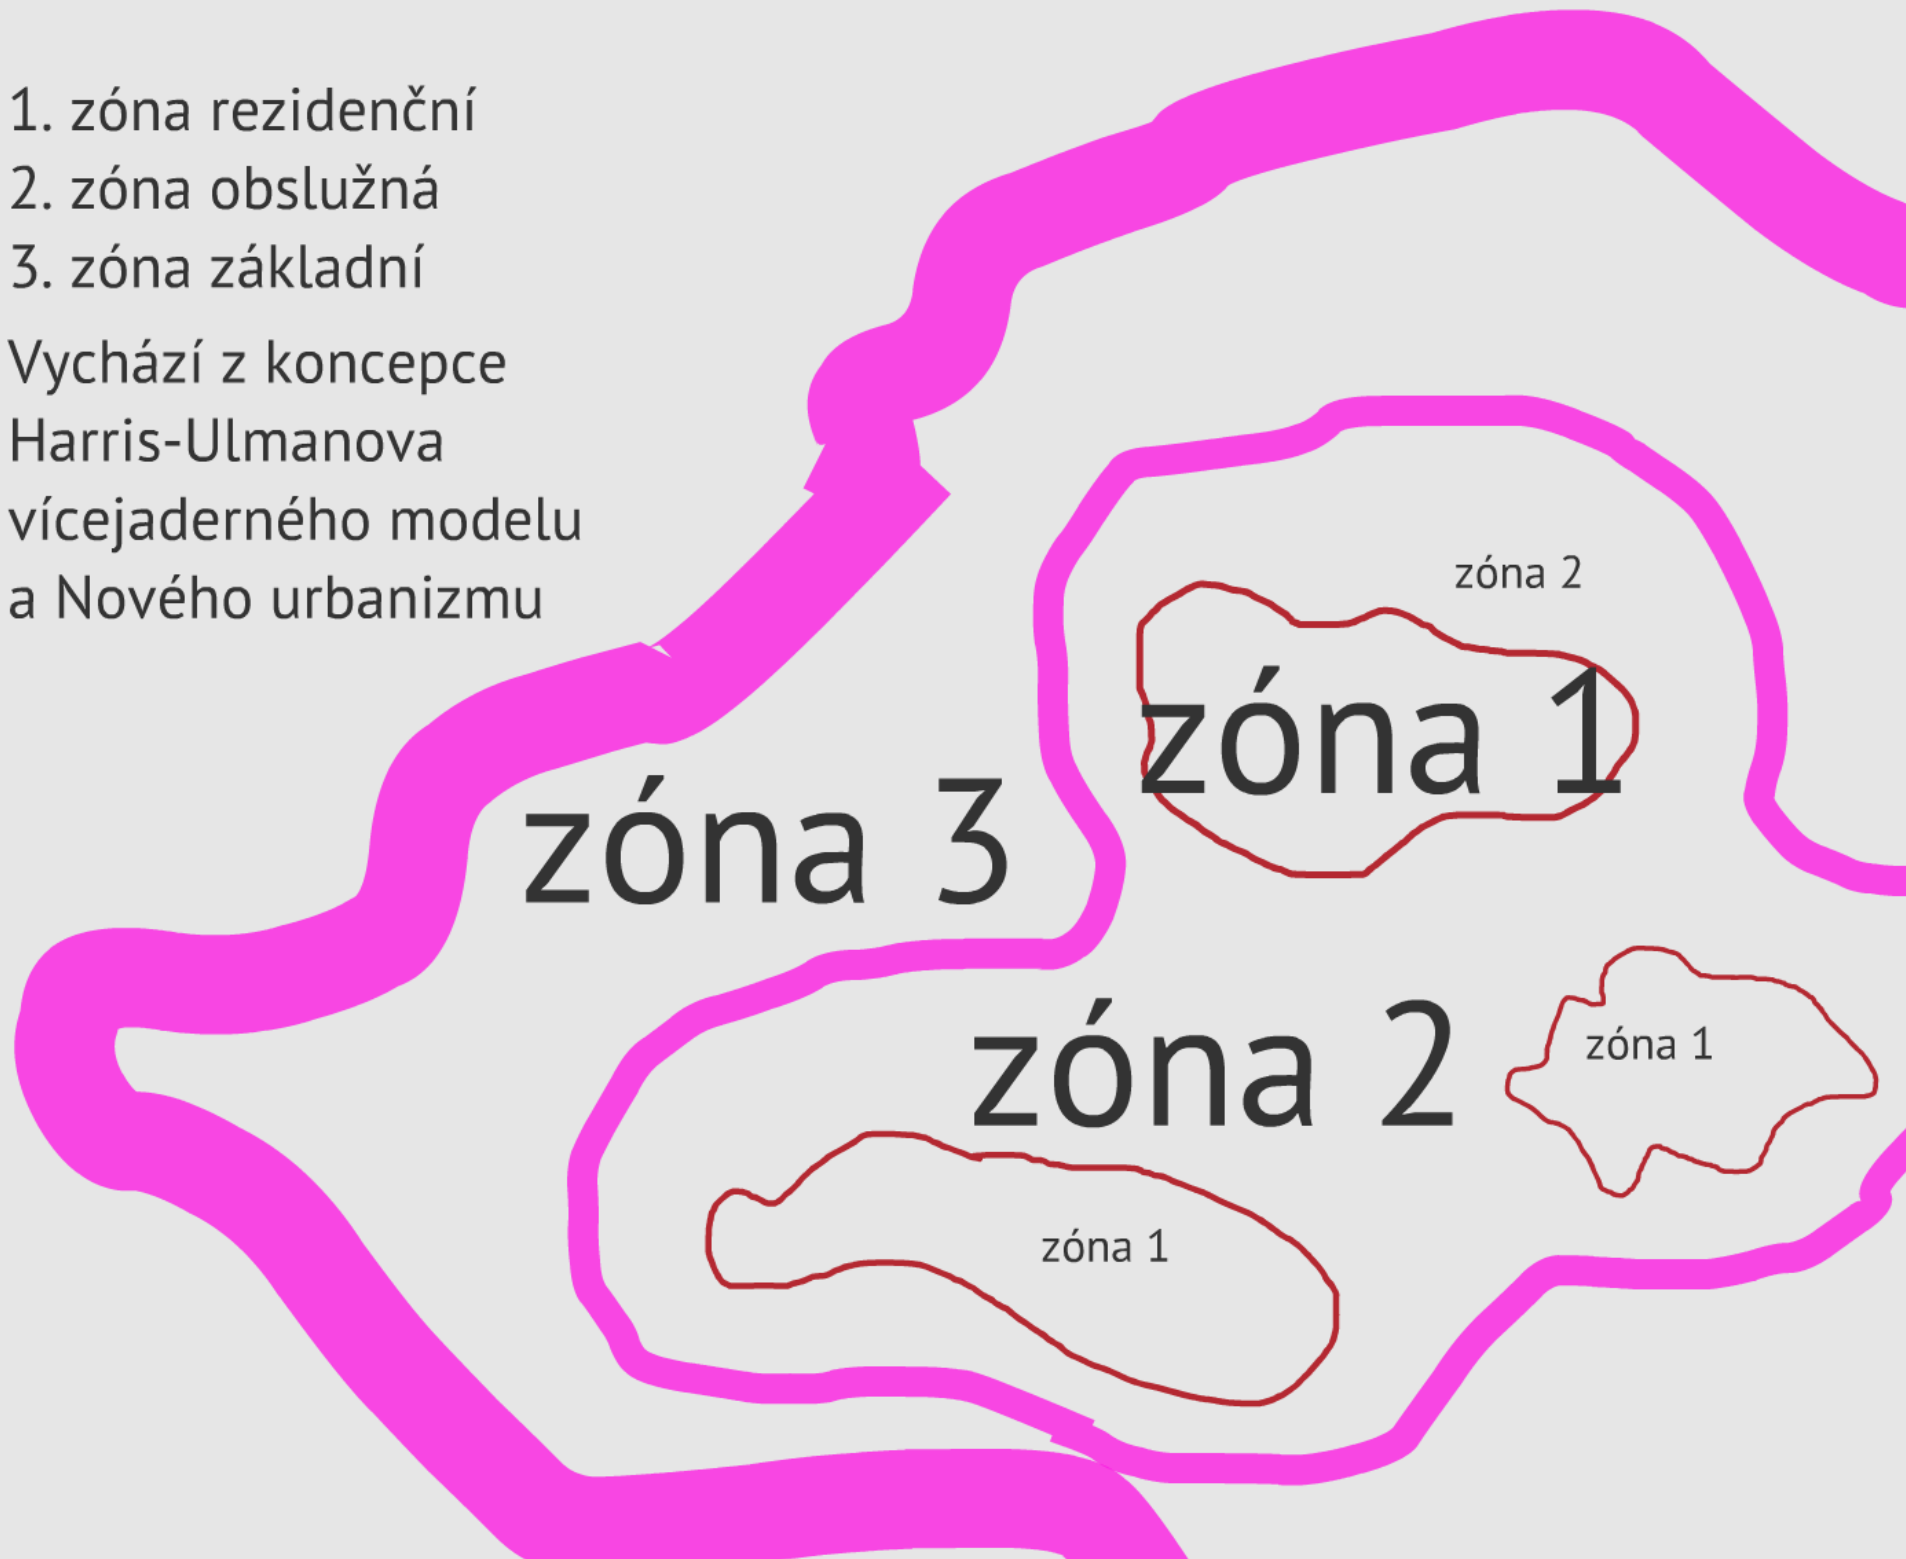 1. zóna rezidenční
2. zóna obslužná
3. zóna základní
Vychází z koncepce
Harris-Ulmanova
vícejaderného modelu
a Nového urbanizmu
zóna 2
zóna 1
zóna 3
zóna 2
zóna 1
zóna 1